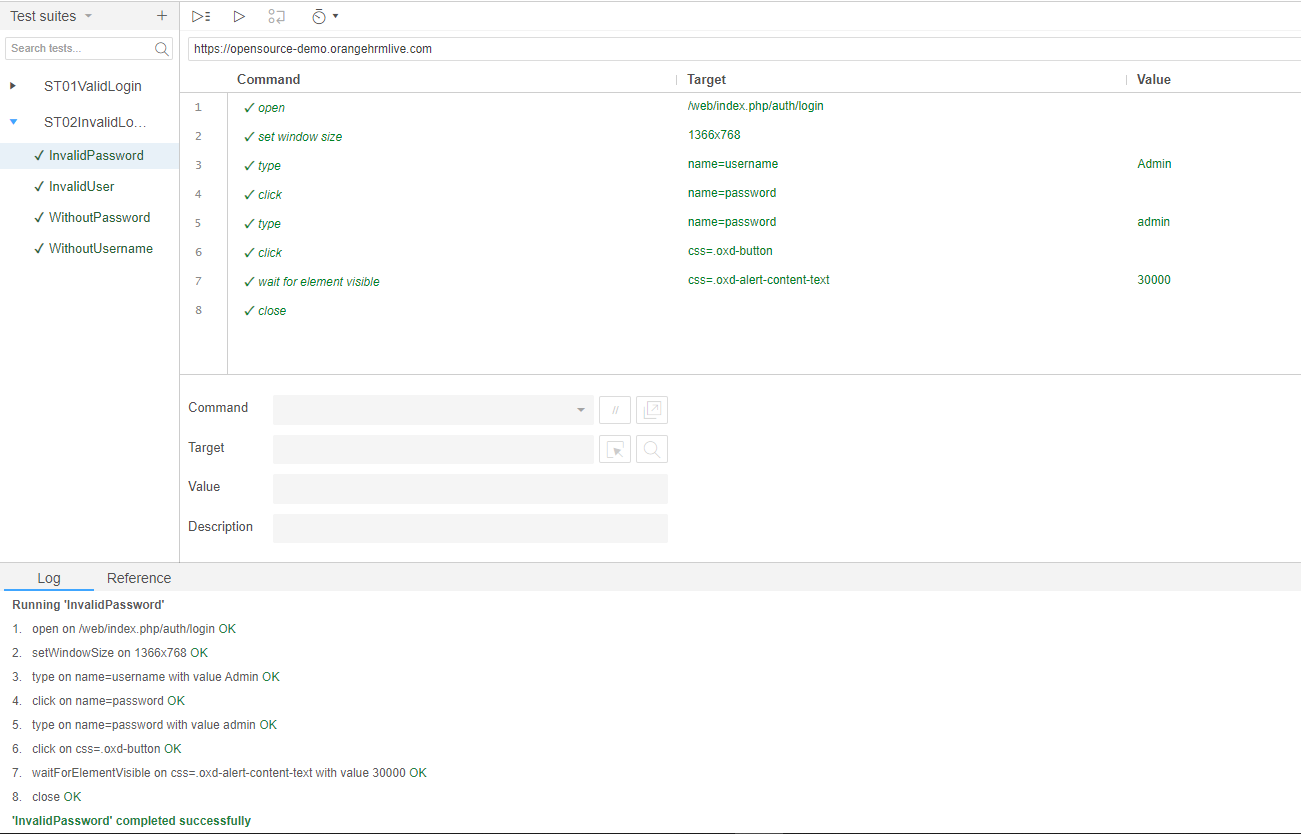 Test suites
Search tests...
ST01ValidLogin
ST02InvalidLo...
✓ InvalidPassword
✓ InvalidUser
✓ WithoutPassword
✓ WithoutUsername
https://opensource-demo.orangehrmlive.com
Command Target Value
1 ✓ open /web/index.php/auth/login
2 ✓ set window size 1366x768
3 ✓ type name=username Admin
4 ✓ click name=password
5 ✓ type name=password admin
6 ✓ click css=.oxd-button
7 ✓ wait for element visible css=.oxd-alert-content-text 30000
8 ✓ close
Command //
Target
Value
Description
Log Reference
Running 'InvalidPassword'
1. open on /web/index.php/auth/login OK
2. setWindowSize on 1366x768 OK
3. type on name=username with value Admin OK
4. click on name=password OK
5. type on name=password with value admin OK
6. click on css=.oxd-button OK
7. waitForElementVisible on css=.oxd-alert-content-text with value 30000 OK
8. close OK
'InvalidPassword' completed successfully